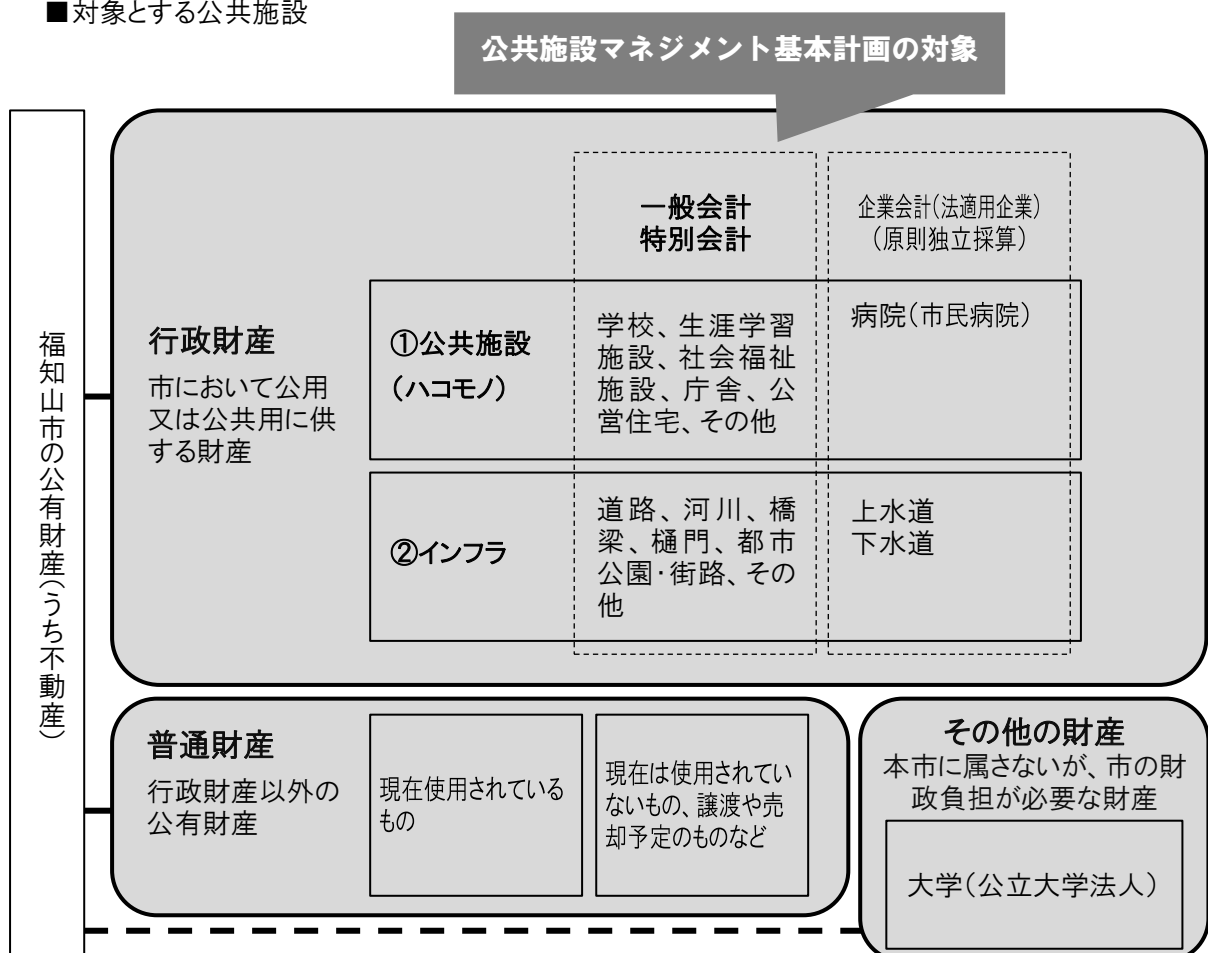 ■対象とする公共施設
公共施設マネジメント基本計画の対象
福知山市の公有財産（うち不動産）
行政財産
市において公用
又は公共用に供
する財産
一般会計
特別会計
企業会計（法適用企業）
（原則独立採算）
①公共施設
（ハコモノ）
学校、生涯学習
施設、社会福祉
施設、庁舎、公
営住宅、その他
病院（市民病院）
②インフラ
道路、河川、橋
梁、樋門、都市
公園・街路、その
他
上水道
下水道
普通財産
行政財産以外の
公有財産
現在使用されている
もの
現在は使用されてい
ないもの、譲渡や売
却予定のものなど
その他の財産
本市に属さないが、市の財
政負担が必要な財産
大学（公立大学法人）